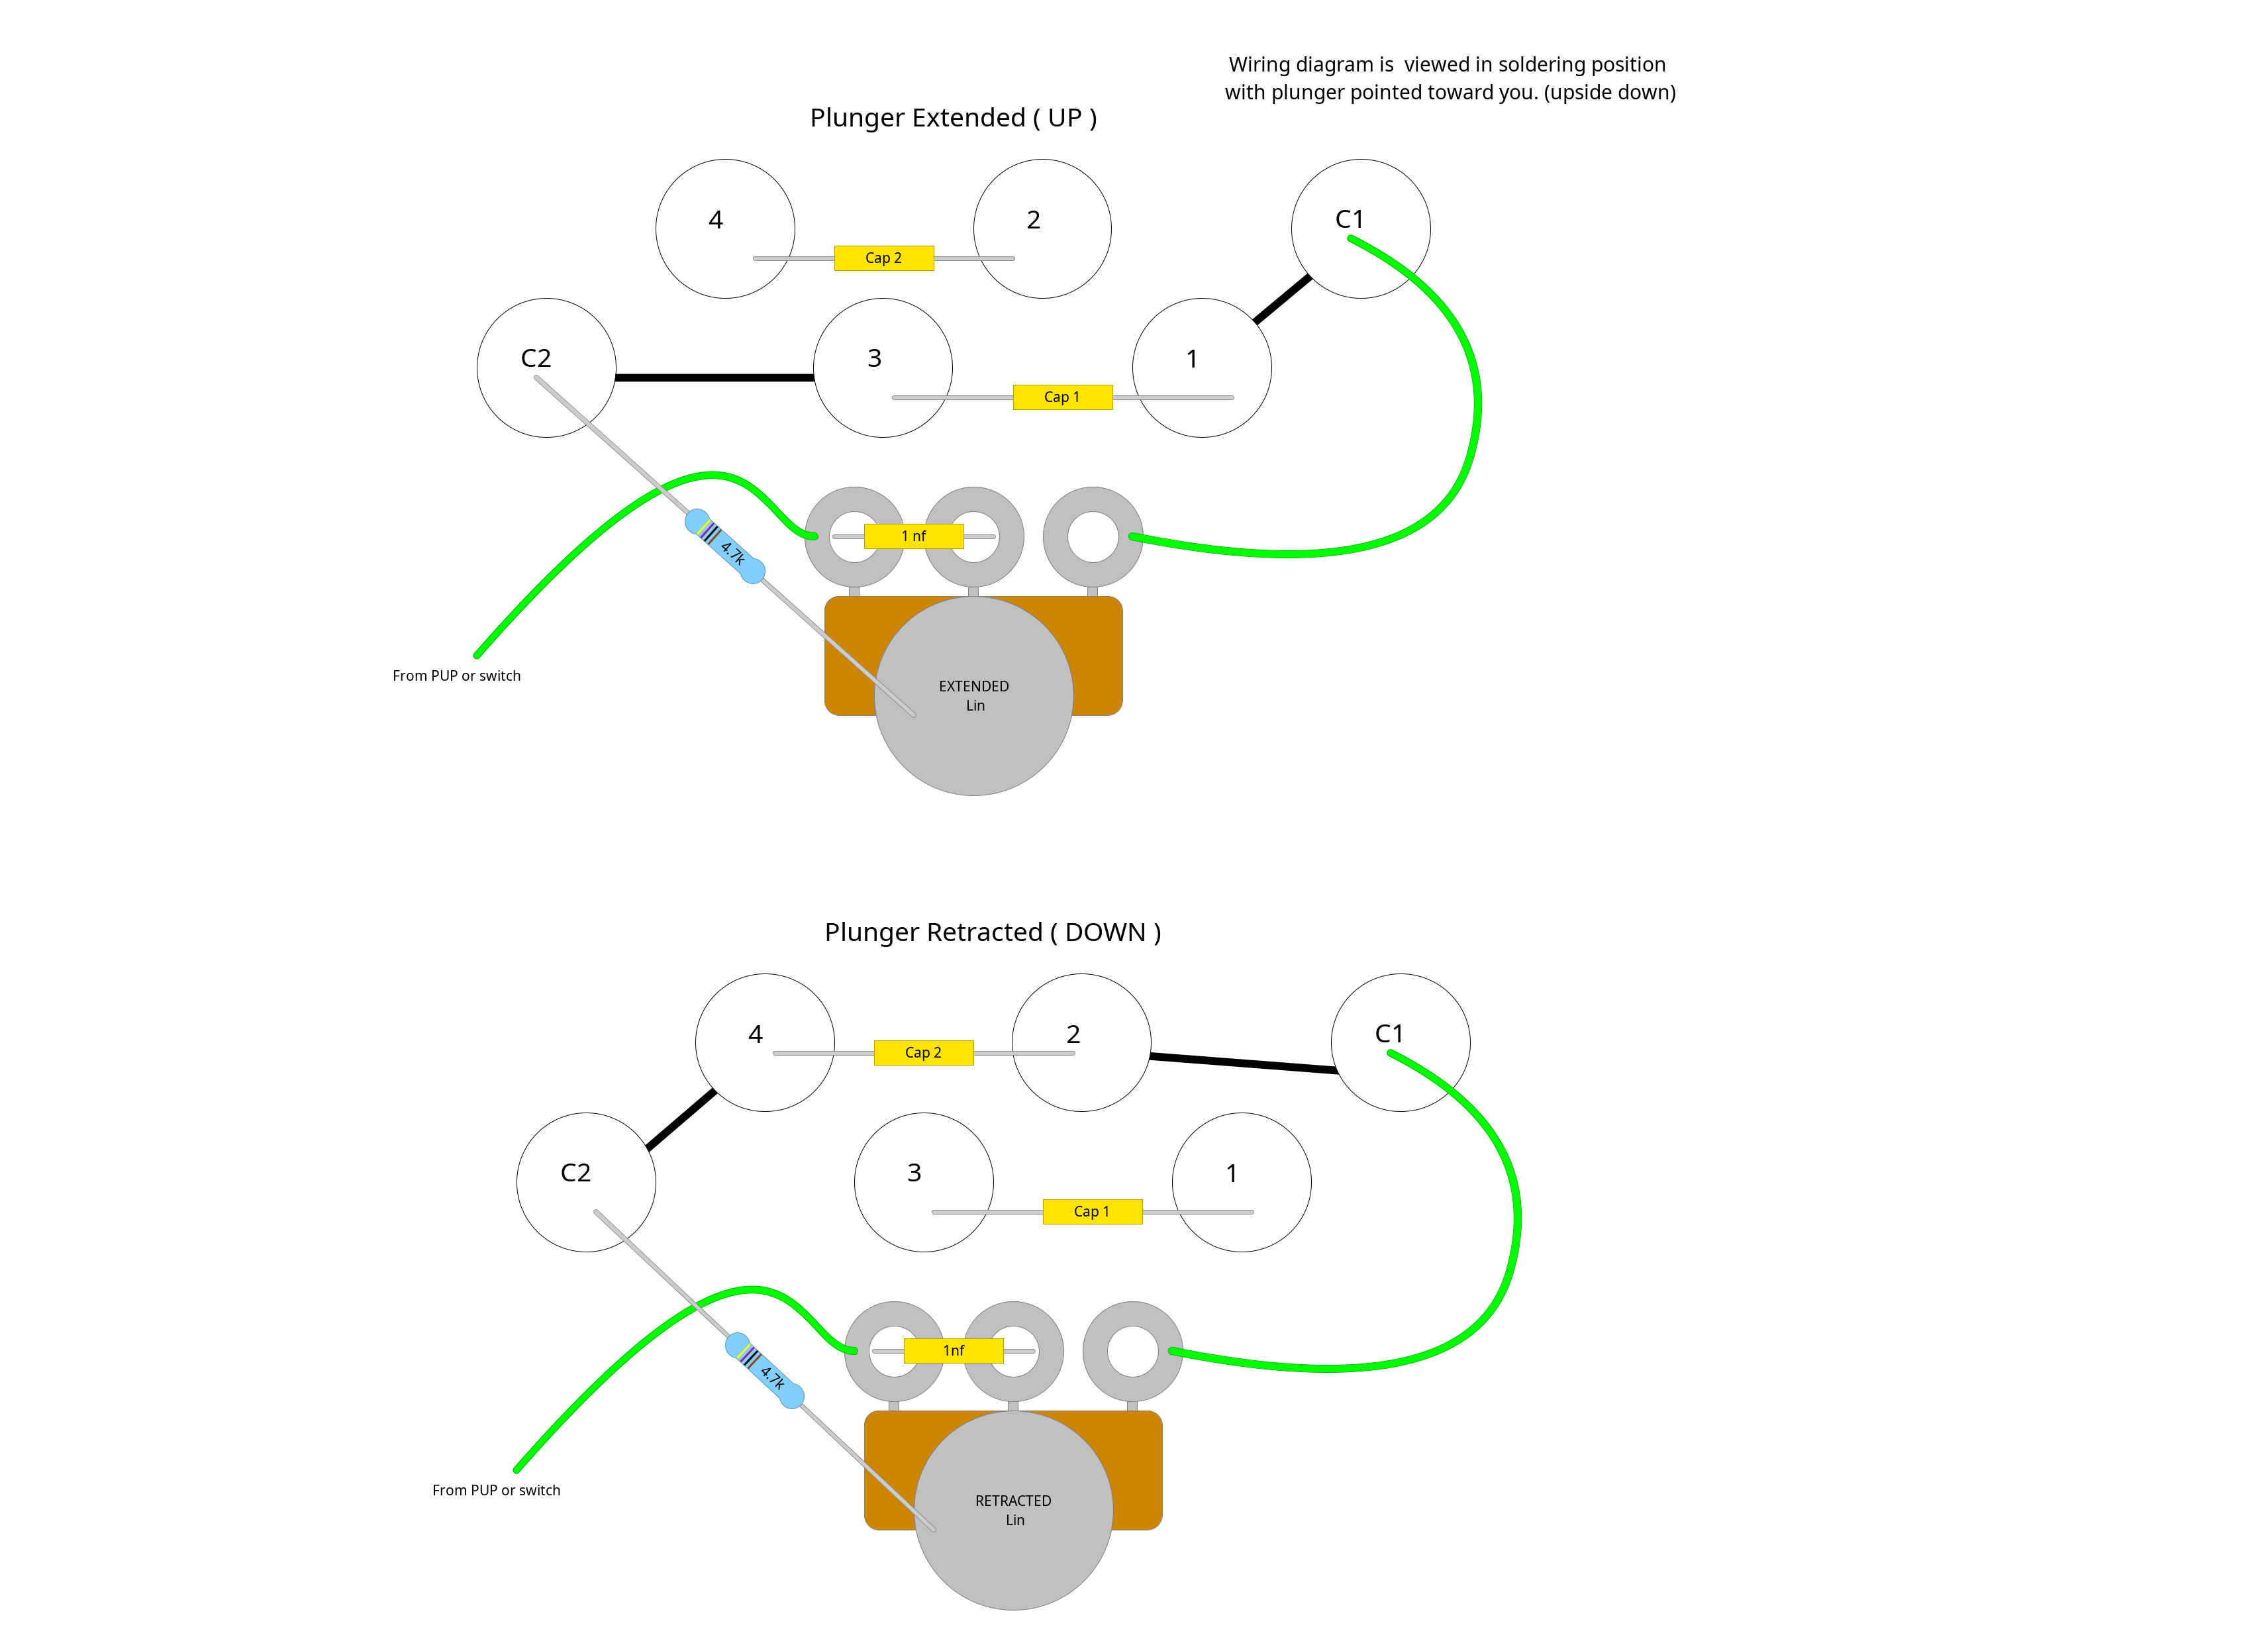 Wiring diagram is  viewed in soldering position
with plunger pointed toward you. (upside down)
Plunger Extended ( UP )
4
2
C1
Cap 2
C2
3
1
Cap 1
1 nf
4.7k
From PUP or switch
EXTENDED
Lin
Plunger Retracted ( DOWN )
4
2
C1
Cap 2
C2
3
1
Cap 1
1nf
4.7k
From PUP or switch
RETRACTED
Lin